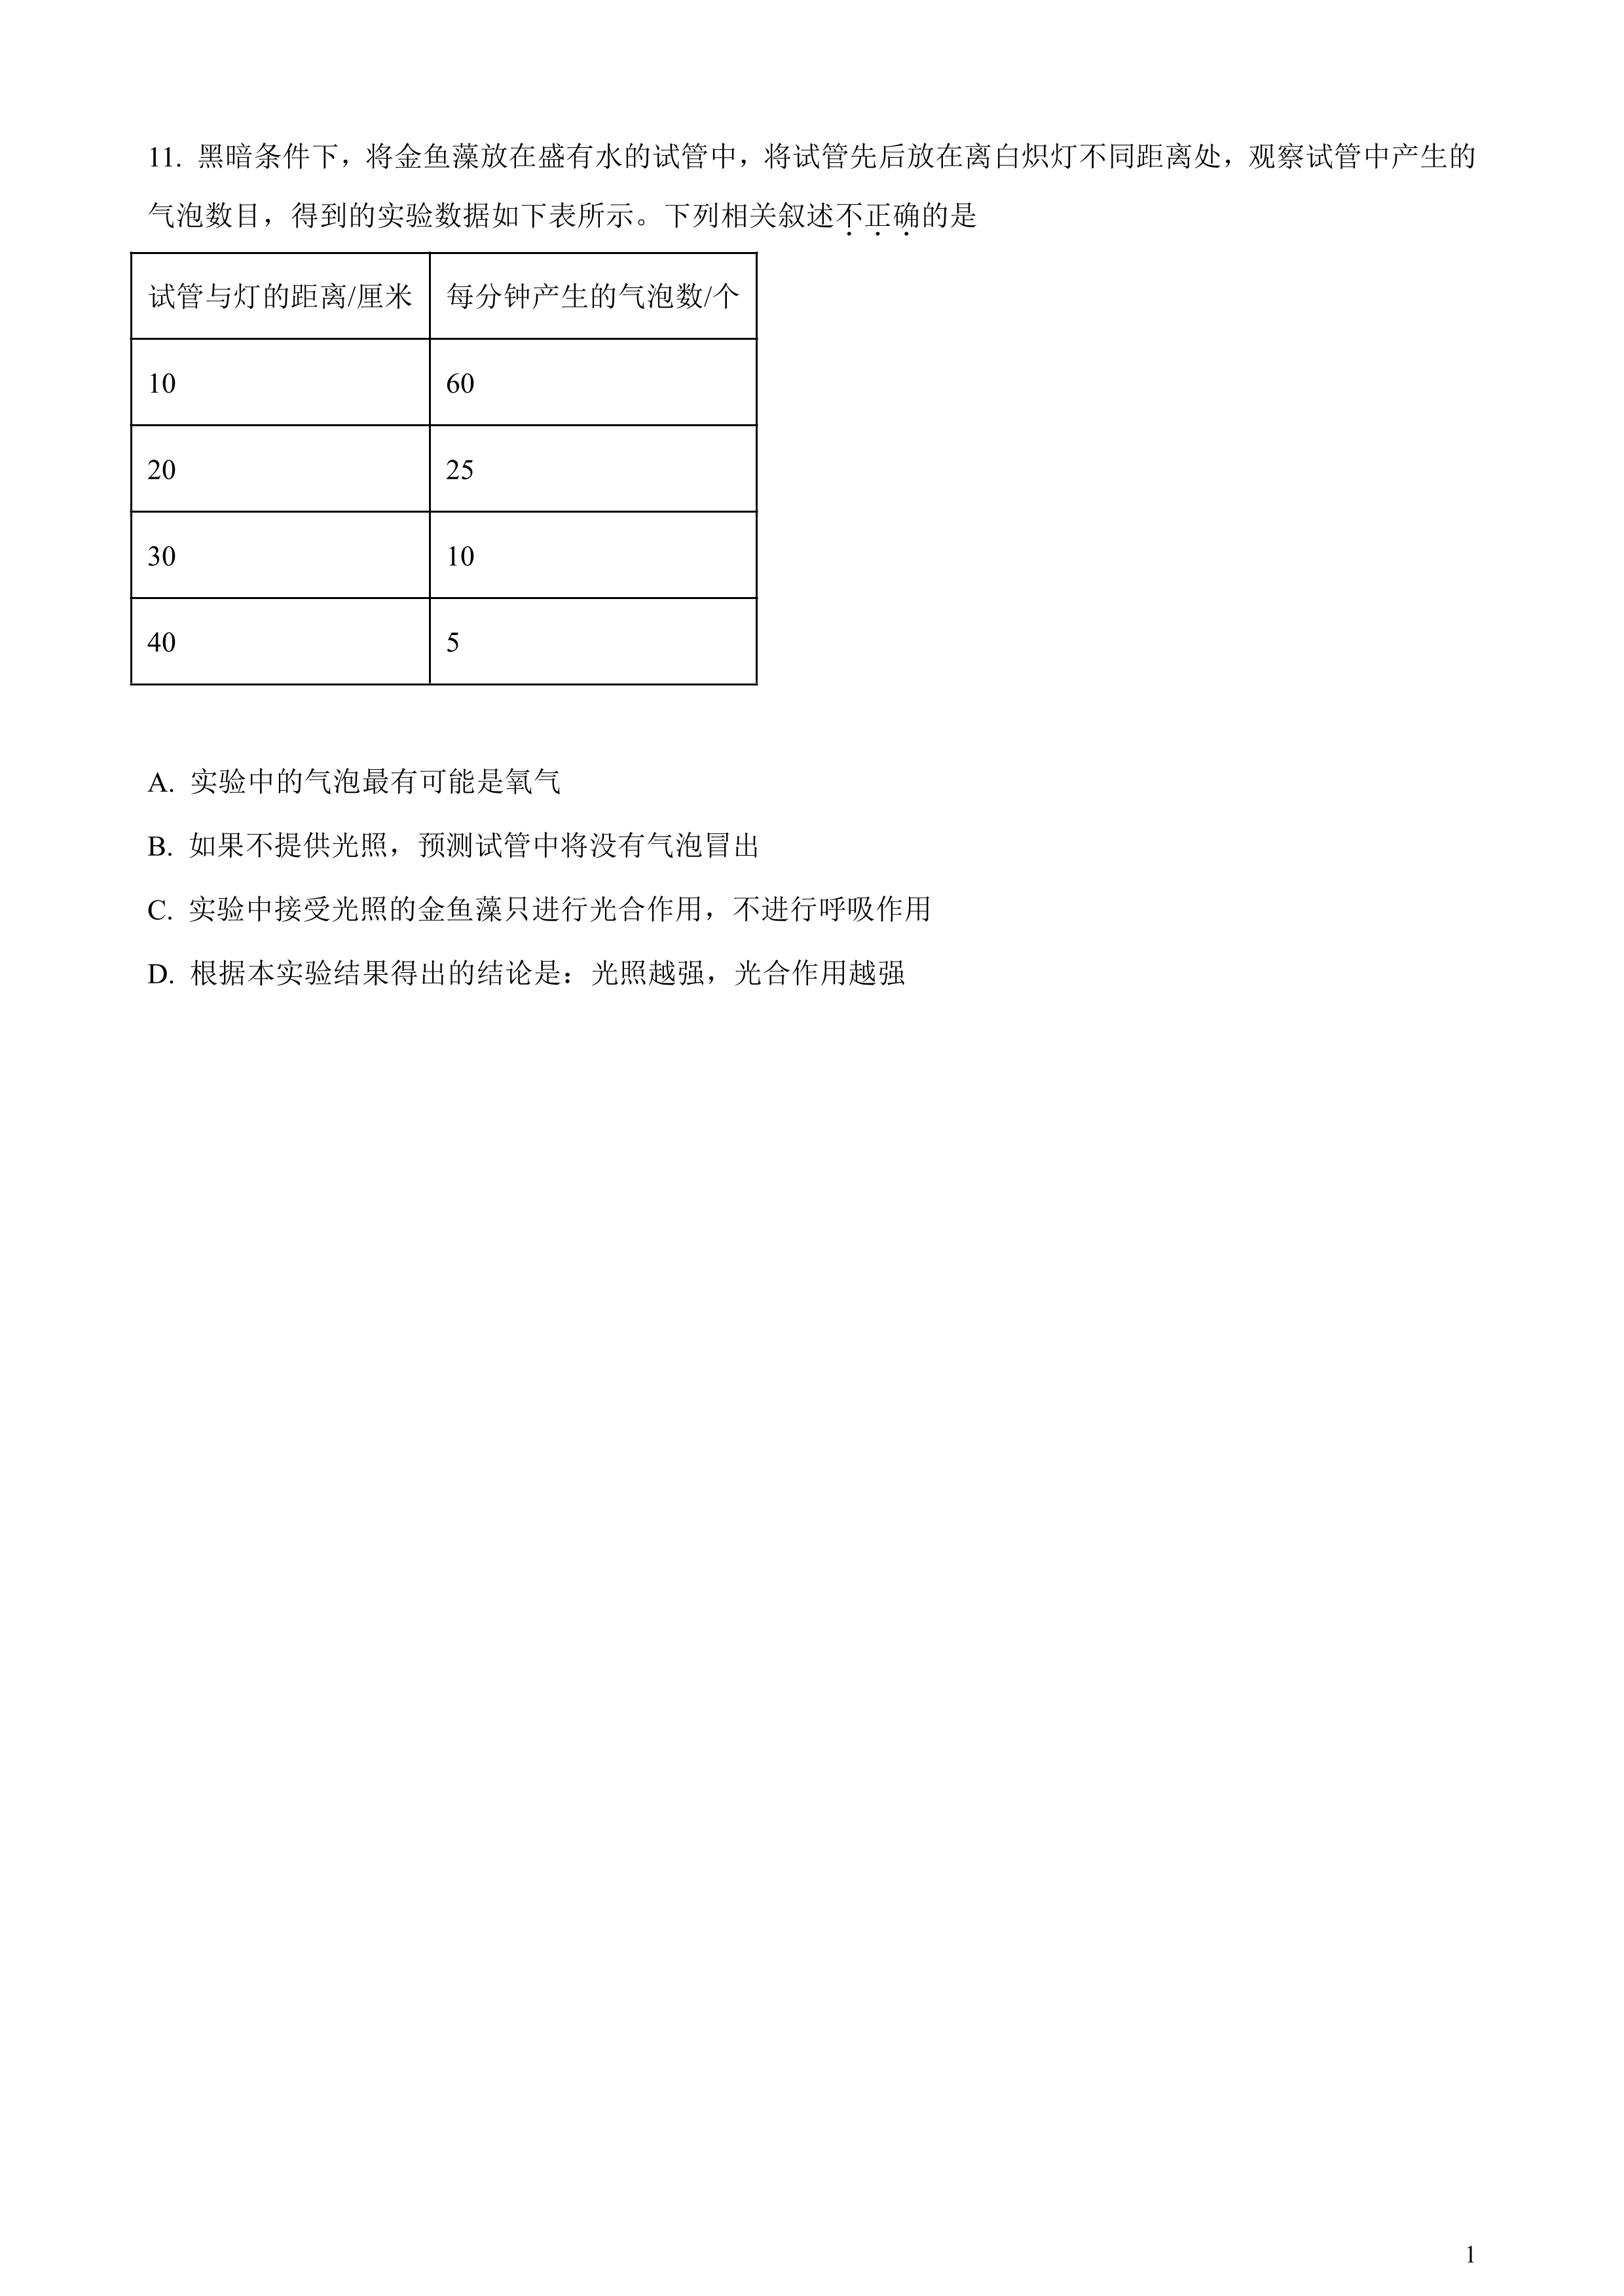 11. 黑暗条件下，将金鱼藻放在盛有水的试管中，将试管先后放在离白炽灯不同距离处，观察试管中产生的
气泡数目，得到的实验数据如下表所示。下列相关叙述不正确的是
试管与灯的距离/厘米 每分钟产生的气泡数/个
10 60
20 25
30 10
40 5
A. 实验中的气泡最有可能是氧气
B. 如果不提供光照，预测试管中将没有气泡冒出
C. 实验中接受光照的金鱼藻只进行光合作用，不进行呼吸作用
D. 根据本实验结果得出的结论是：光照越强，光合作用越强
1